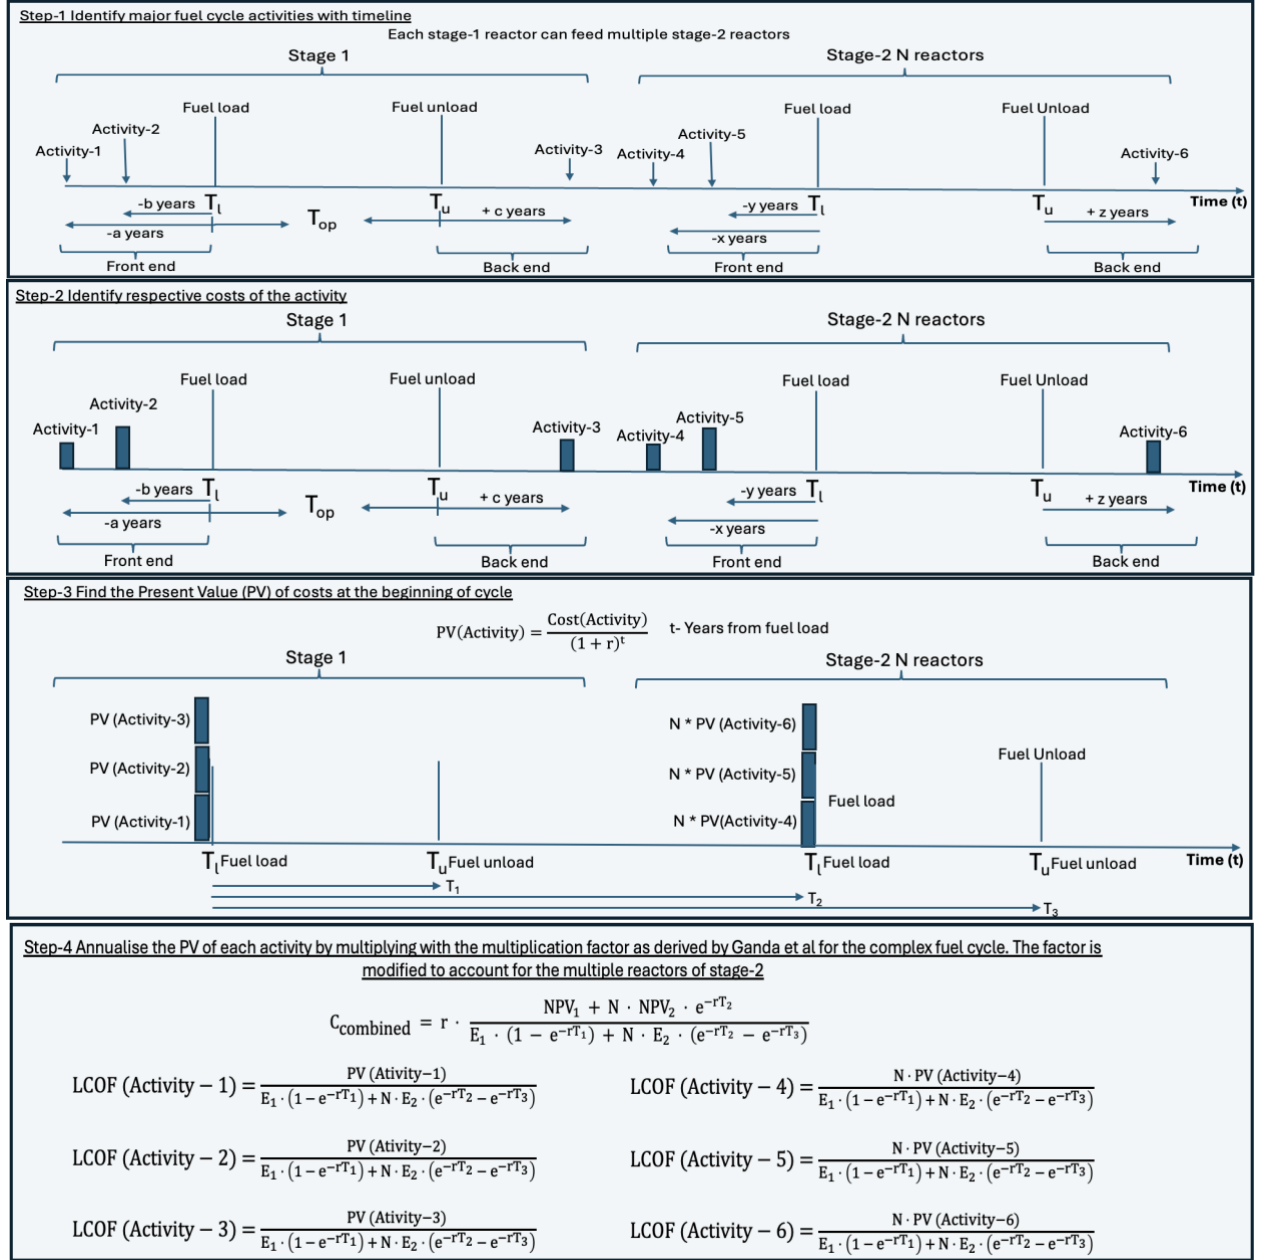 Step-1 Identify major fuel cycle activities with timeline
Each stage-1 reactor can feed multiple stage-2 reactors
Stage 1
Stage-2 N reactors
Fuel load
Fuel unload
Fuel load
Fuel Unload
Activity-1
Activity-2
Activity-3
Activity-4
Activity-5
Activity-6
-b years
Tl
-a years
Top
Tu
+ c years
-y years
Tl
-x years
Tu
+ z years
Time (t)
Front end
Back end
Front end
Back end
Step-2 Identify respective costs of the activity
Stage 1
Stage-2 N reactors
Fuel load
Fuel unload
Fuel load
Fuel Unload
Activity-1
Activity-2
Activity-3
Activity-4
Activity-5
Activity-6
-b years
Tl
-a years
Top
Tu
+ c years
-y years
Tl
-x years
Tu
+ z years
Time (t)
Front end
Back end
Front end
Back end
Step-3 Find the Present Value (PV) of costs at the beginning of cycle
PV(Activity) = Cost(Activity) / (1 + r)^t t- Years from fuel load
Stage 1
Stage-2 N reactors
PV (Activity-3)
PV (Activity-2)
PV (Activity-1)
N * PV (Activity-6)
N * PV (Activity-5)
N * PV(Activity-4)
Fuel load
Fuel Unload
Tl Fuel load
Tu Fuel unload
Tl Fuel load
Tu Fuel unload
Time (t)
T1
T2
T3
Step-4 Annualise the PV of each activity by multiplying with the multiplication factor as derived by Ganda et al for the complex fuel cycle. The factor is
modified to account for the multiple reactors of stage-2
Ccombined = r · (NPV₁ + N · NPV₂ · e^−rT₂) / (E₁ · (1 − e^−rT₁) + N · E₂ · (e^−rT₂ − e^−rT₃))
LCOF (Activity − 1) = PV (Ativity−1) / (E₁ · (1−e^−rT₁) + N · E₂ · (e^−rT₂ − e^−rT₃))
LCOF (Activity − 4) = N · PV (Activity−4) / (E₁ · (1−e^−rT₁) + N · E₂ · (e^−rT₂ − e^−rT₃))
LCOF (Activity − 2) = PV (Ativity−2) / (E₁ · (1−e^−rT₁) + N · E₂ · (e^−rT₂ − e^−rT₃))
LCOF (Activity − 5) = N · PV (Activity−5) / (E₁ · (1−e^−rT₁) + N · E₂ · (e^−rT₂ − e^−rT₃))
LCOF (Activity − 3) = PV (Ativity−3) / (E₁ · (1−e^−rT₁) + N · E₂ · (e^−rT₂ − e^−rT₃))
LCOF (Activity − 6) = N · PV (Activity−6) / (E₁ · (1−e^−rT₁) + N · E₂ · (e^−rT₂ − e^−rT₃))